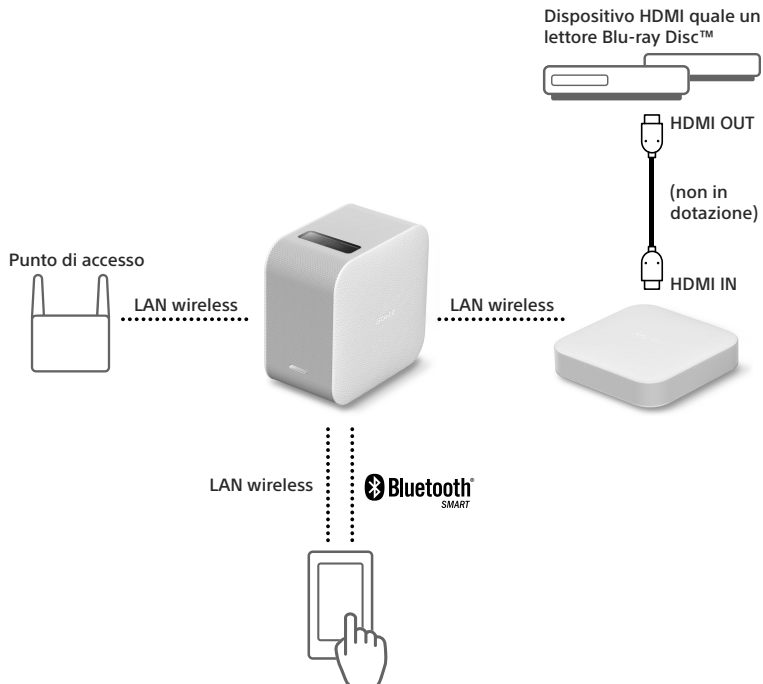 Dispositivo HDMI quale un
lettore Blu-ray Disc™
HDMI OUT
(non in
dotazione)
HDMI IN
Punto di accesso
LAN wireless
LAN wireless
LAN wireless
Bluetooth®
SMART